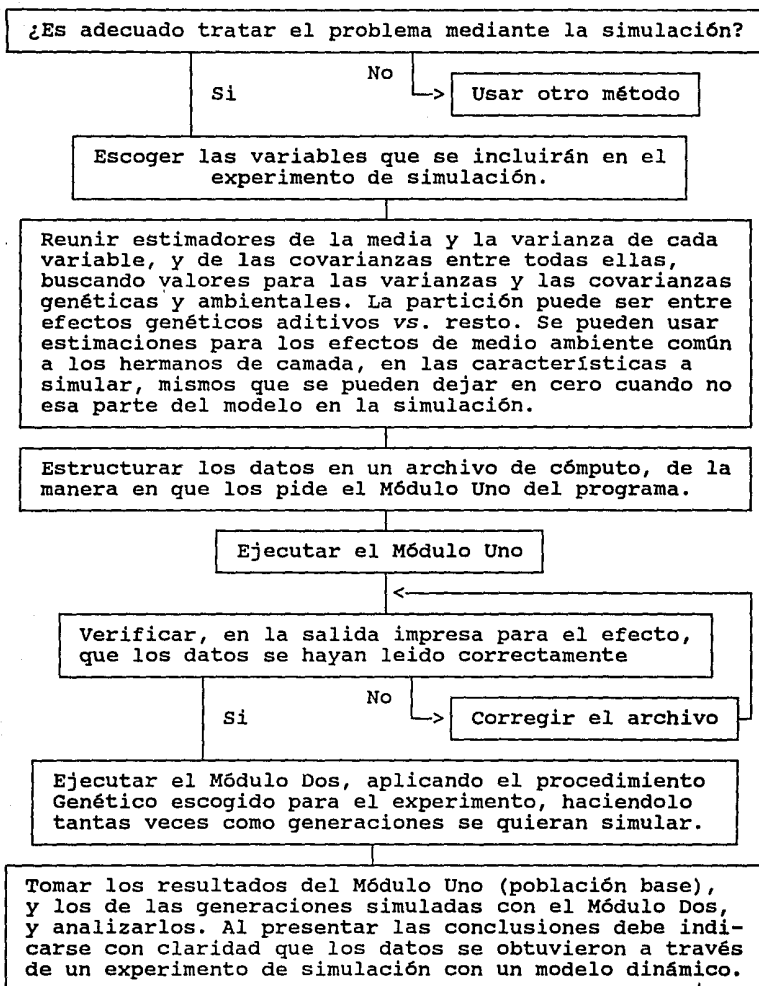 ¿Es adecuado tratar el problema mediante la simulación?
No
Si
Usar otro método
Escoger las variables que se incluirán en el
experimento de simulación.
Reunir estimadores de la media y la varianza de cada
variable, y de las covarianzas entre todas ellas,
buscando valores para las varianzas y las covarianzas
genéticas y ambientales. La partición puede ser entre
efectos genéticos aditivos vs. resto. Se pueden usar
estimaciones para los efectos de medio ambiente común
a los hermanos de camada, en las características a
simular, mismos que se pueden dejar en cero cuando no
esa parte del modelo en la simulación.
Estructurar los datos en un archivo de cómputo, de la
manera en que los pide el Módulo Uno del programa.
Ejecutar el Módulo Uno
Verificar, en la salida impresa para el efecto,
que los datos se hayan leido correctamente
No
Si
Corregir el archivo
Ejecutar el Módulo Dos, aplicando el procedimiento
Genético escogido para el experimento, haciendolo
tantas veces como generaciones se quieran simular.
Tomar los resultados del Módulo Uno (población base),
y los de las generaciones simuladas con el Módulo Dos,
y analizarlos. Al presentar las conclusiones debe indi-
carse con claridad que los datos se obtuvieron a través
de un experimento de simulación con un modelo dinámico.